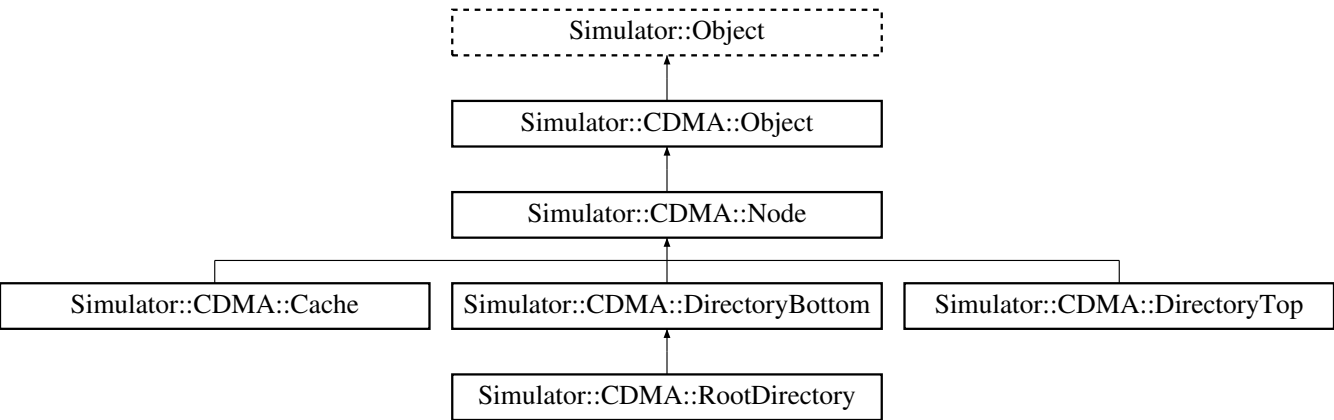 Simulator::Object
Simulator::CDMA::Object
Simulator::CDMA::Node
Simulator::CDMA::Cache
Simulator::CDMA::DirectoryBottom
Simulator::CDMA::DirectoryTop
Simulator::CDMA::RootDirectory